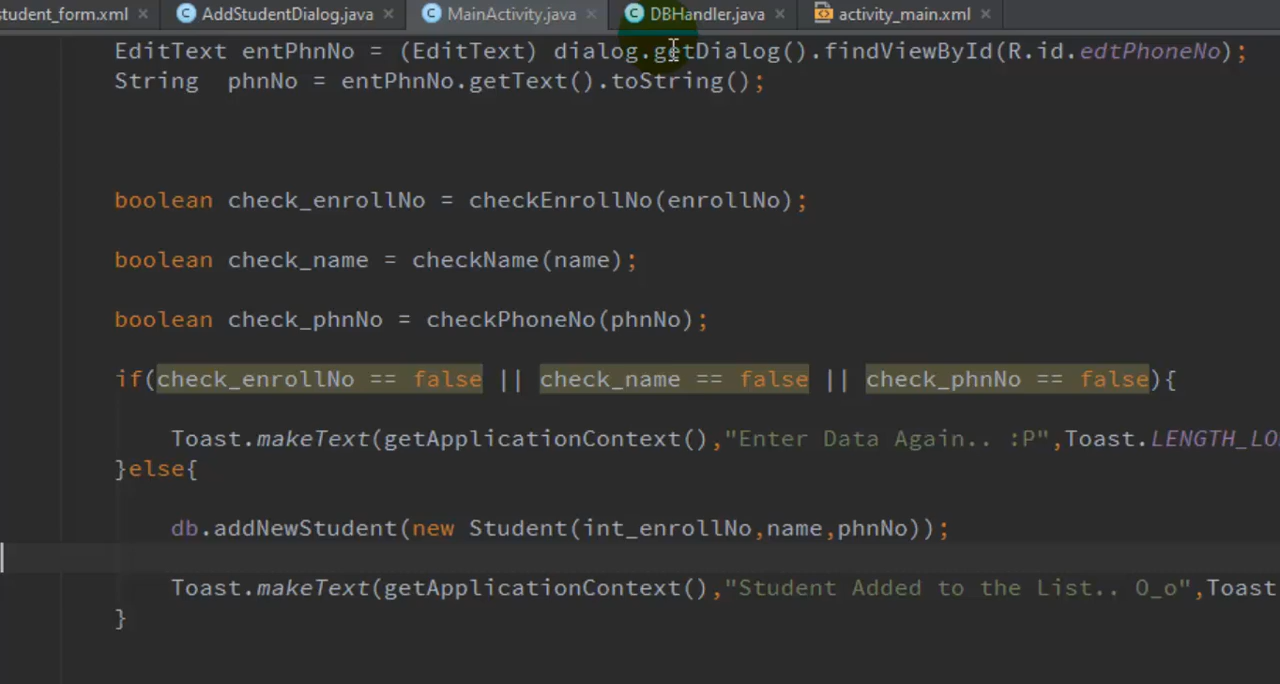 student_form.xml × AddStudentDialog.java × MainActivity.java × DBHandler.java × activity_main.xml ×
EditText entPhnNo = (EditText) dialog.getDialog().findViewById(R.id.edtPhoneNo);
String phnNo = entPhnNo.getText().toString();
boolean check_enrollNo = checkEnrollNo(enrollNo);
boolean check_name = checkName(name);
boolean check_phnNo = checkPhoneNo(phnNo);
if(check_enrollNo == false || check_name == false || check_phnNo == false){
Toast.makeText(getApplicationContext(),"Enter Data Again.. :P",Toast.LENGTH_LO
}else{
db.addNewStudent(new Student(int_enrollNo,name,phnNo));
Toast.makeText(getApplicationContext(),"Student Added to the List.. O_o",Toast
}